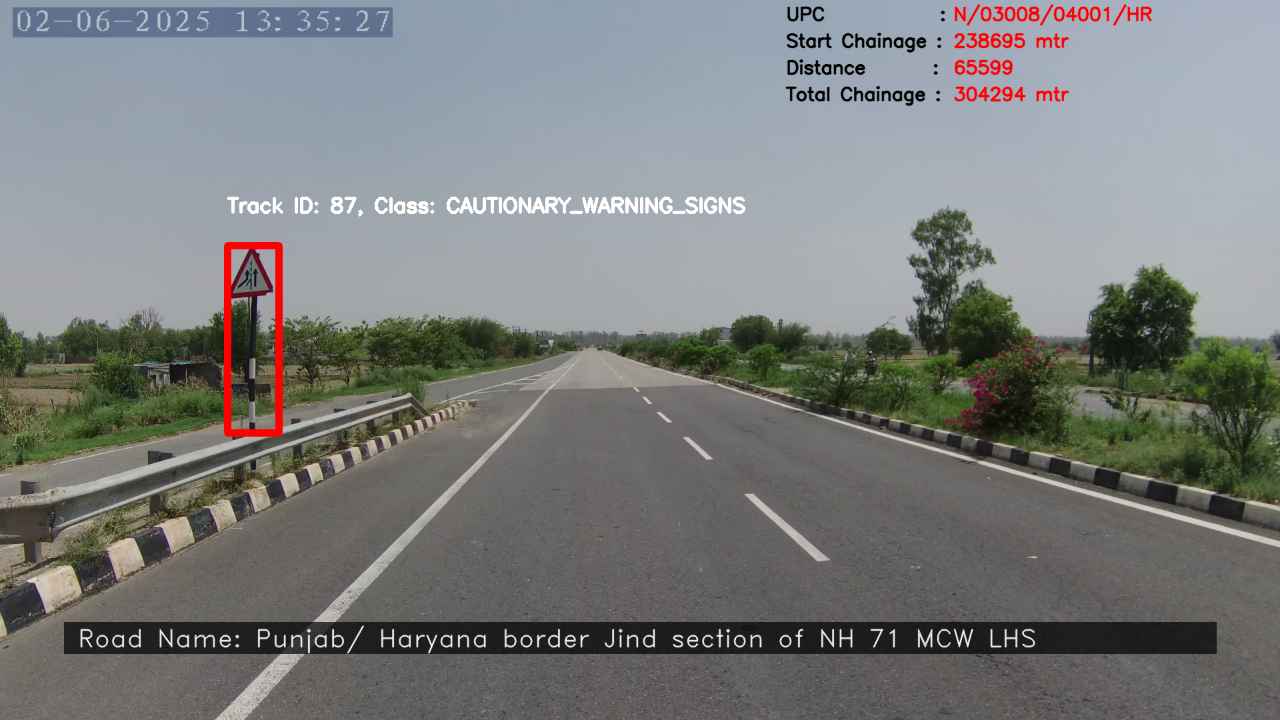 02-06-2025 13:35:27
UPC : N/03008/04001/HR
Start Chainage : 238695 mtr
Distance : 65599
Total Chainage : 304294 mtr
Track ID: 87, Class: CAUTIONARY_WARNING_SIGNS
Road Name: Punjab/ Haryana border Jind section of NH 71 MCW LHS